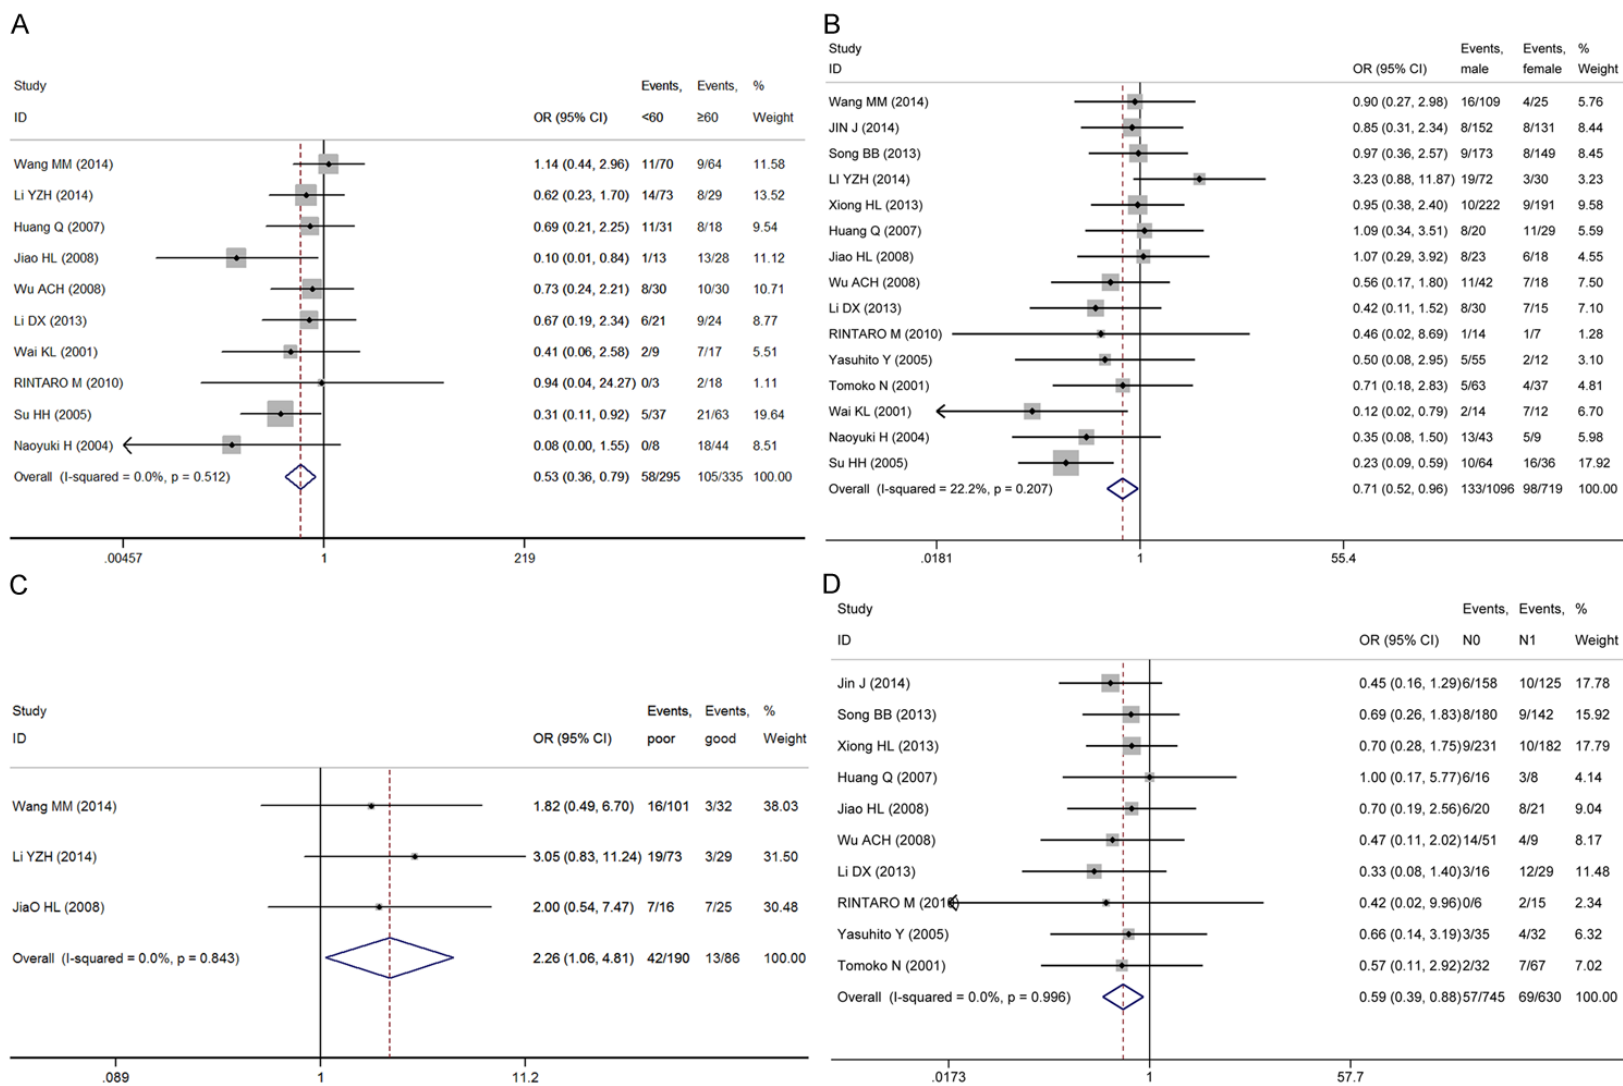 A
Study Events, Events, %
ID OR (95% CI) <60 ≥60 Weight
Wang MM (2014) 1.14 (0.44, 2.96) 11/70 9/64 11.58
Li YZH (2014) 0.62 (0.23, 1.70) 14/73 8/29 13.52
Huang Q (2007) 0.69 (0.21, 2.25) 11/31 8/18 9.54
Jiao HL (2008) 0.10 (0.01, 0.84) 1/13 13/28 11.12
Wu ACH (2008) 0.73 (0.24, 2.21) 8/30 10/30 10.71
Li DX (2013) 0.67 (0.19, 2.34) 6/21 9/24 8.77
Wai KL (2001) 0.41 (0.06, 2.58) 2/9 7/17 5.51
RINTARO M (2010) 0.94 (0.04, 24.27) 0/3 2/18 1.11
Su HH (2005) 0.31 (0.11, 0.92) 5/37 21/63 19.64
Naoyuki H (2004) 0.08 (0.00, 1.55) 0/8 18/44 8.51
Overall (I-squared = 0.0%, p = 0.512) 0.53 (0.36, 0.79) 58/295 105/335 100.00
.00457 1 219
B
Study Events, Events, %
ID OR (95% CI) male female Weight
Wang MM (2014) 0.90 (0.27, 2.98) 16/109 4/25 5.76
JIN J (2014) 0.85 (0.31, 2.34) 8/152 8/131 8.44
Song BB (2013) 0.97 (0.36, 2.57) 9/173 8/149 8.45
LI YZH (2014) 3.23 (0.88, 11.87) 19/72 3/30 3.23
Xiong HL (2013) 0.95 (0.38, 2.40) 10/222 9/191 9.58
Huang Q (2007) 1.09 (0.34, 3.51) 8/20 11/29 5.59
Jiao HL (2008) 1.07 (0.29, 3.92) 8/23 6/18 4.55
Wu ACH (2008) 0.56 (0.17, 1.80) 11/42 7/18 7.50
Li DX (2013) 0.42 (0.11, 1.52) 8/30 7/15 7.10
RINTARO M (2010) 0.46 (0.02, 8.69) 1/14 1/7 1.28
Yasuhito Y (2005) 0.50 (0.08, 2.95) 5/55 2/12 3.10
Tomoko N (2001) 0.71 (0.18, 2.83) 5/63 4/37 4.81
Wai KL (2001) 0.12 (0.02, 0.79) 2/14 7/12 6.70
Naoyuki H (2004) 0.35 (0.08, 1.50) 13/43 5/9 5.98
Su HH (2005) 0.23 (0.09, 0.59) 10/64 16/36 17.92
Overall (I-squared = 22.2%, p = 0.207) 0.71 (0.52, 0.96) 133/1096 98/719 100.00
.0181 1 55.4
C
Study Events, Events, %
ID OR (95% CI) poor good Weight
Wang MM (2014) 1.82 (0.49, 6.70) 16/101 3/32 38.03
Li YZH (2014) 3.05 (0.83, 11.24) 19/73 3/29 31.50
JiaO HL (2008) 2.00 (0.54, 7.47) 7/16 7/25 30.48
Overall (I-squared = 0.0%, p = 0.843) 2.26 (1.06, 4.81) 42/190 13/86 100.00
.089 1 11.2
D
Study Events, Events, %
ID OR (95% CI) N0 N1 Weight
Jin J (2014) 0.45 (0.16, 1.29) 6/158 10/125 17.78
Song BB (2013) 0.69 (0.26, 1.83) 8/180 9/142 15.92
Xiong HL (2013) 0.70 (0.28, 1.75) 9/231 10/182 17.79
Huang Q (2007) 1.00 (0.17, 5.77) 6/16 3/8 4.14
Jiao HL (2008) 0.70 (0.19, 2.56) 6/20 8/21 9.04
Wu ACH (2008) 0.47 (0.11, 2.02) 14/51 4/9 8.17
Li DX (2013) 0.33 (0.08, 1.40) 3/16 12/29 11.48
RINTARO M 0.42 (0.02, 9.96) 0/6 2/15 2.34
Yasuhito Y (2005) 0.66 (0.14, 3.19) 3/35 4/32 6.32
Tomoko N (2001) 0.57 (0.11, 2.92) 2/32 7/67 7.02
Overall (I-squared = 0.0%, p = 0.996) 0.59 (0.39, 0.88) 57/745 69/630 100.00
.0173 1 57.7